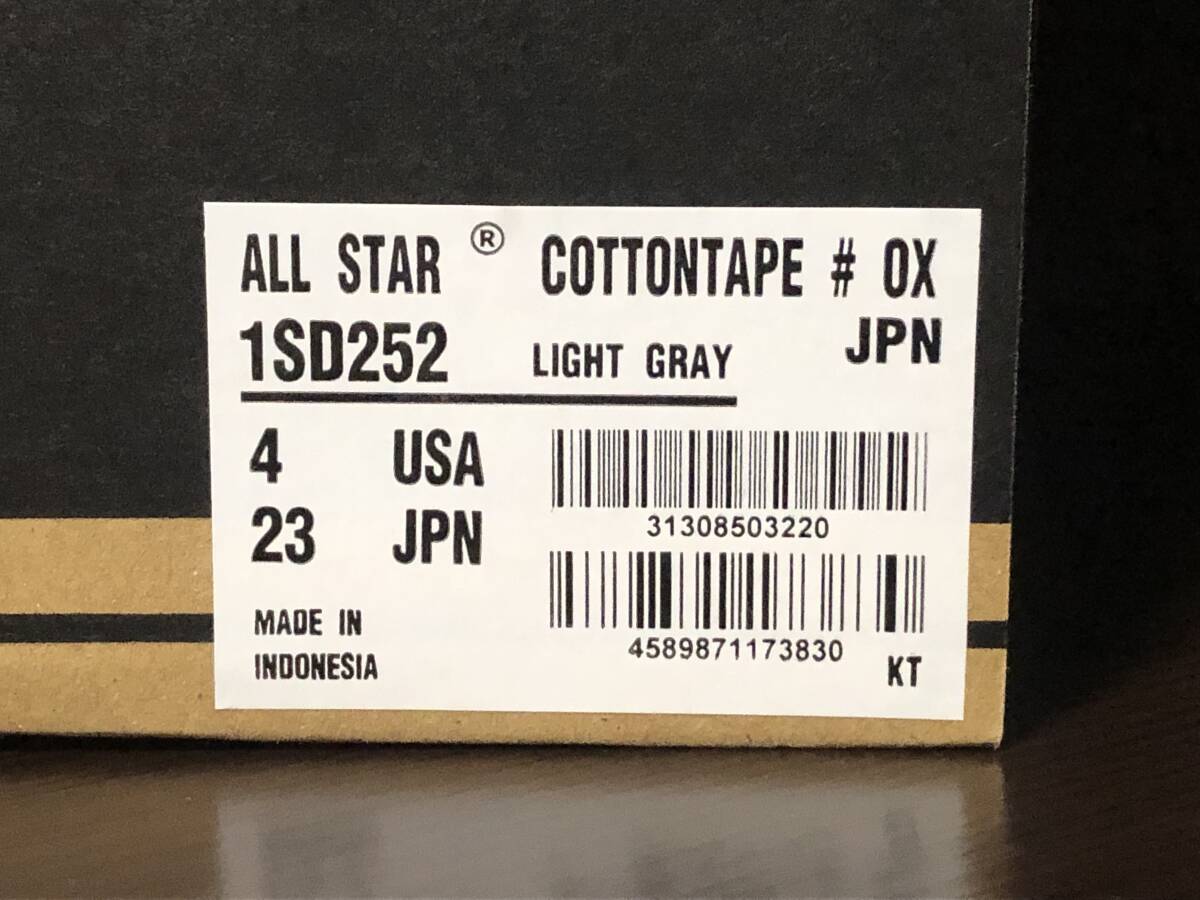 ALL STAR ® COTTONTAPE # OX
1SD252 LIGHT GRAY JPN
4 USA
23 JPN
31308503220
4589871173830
MADE IN
INDONESIA
KT